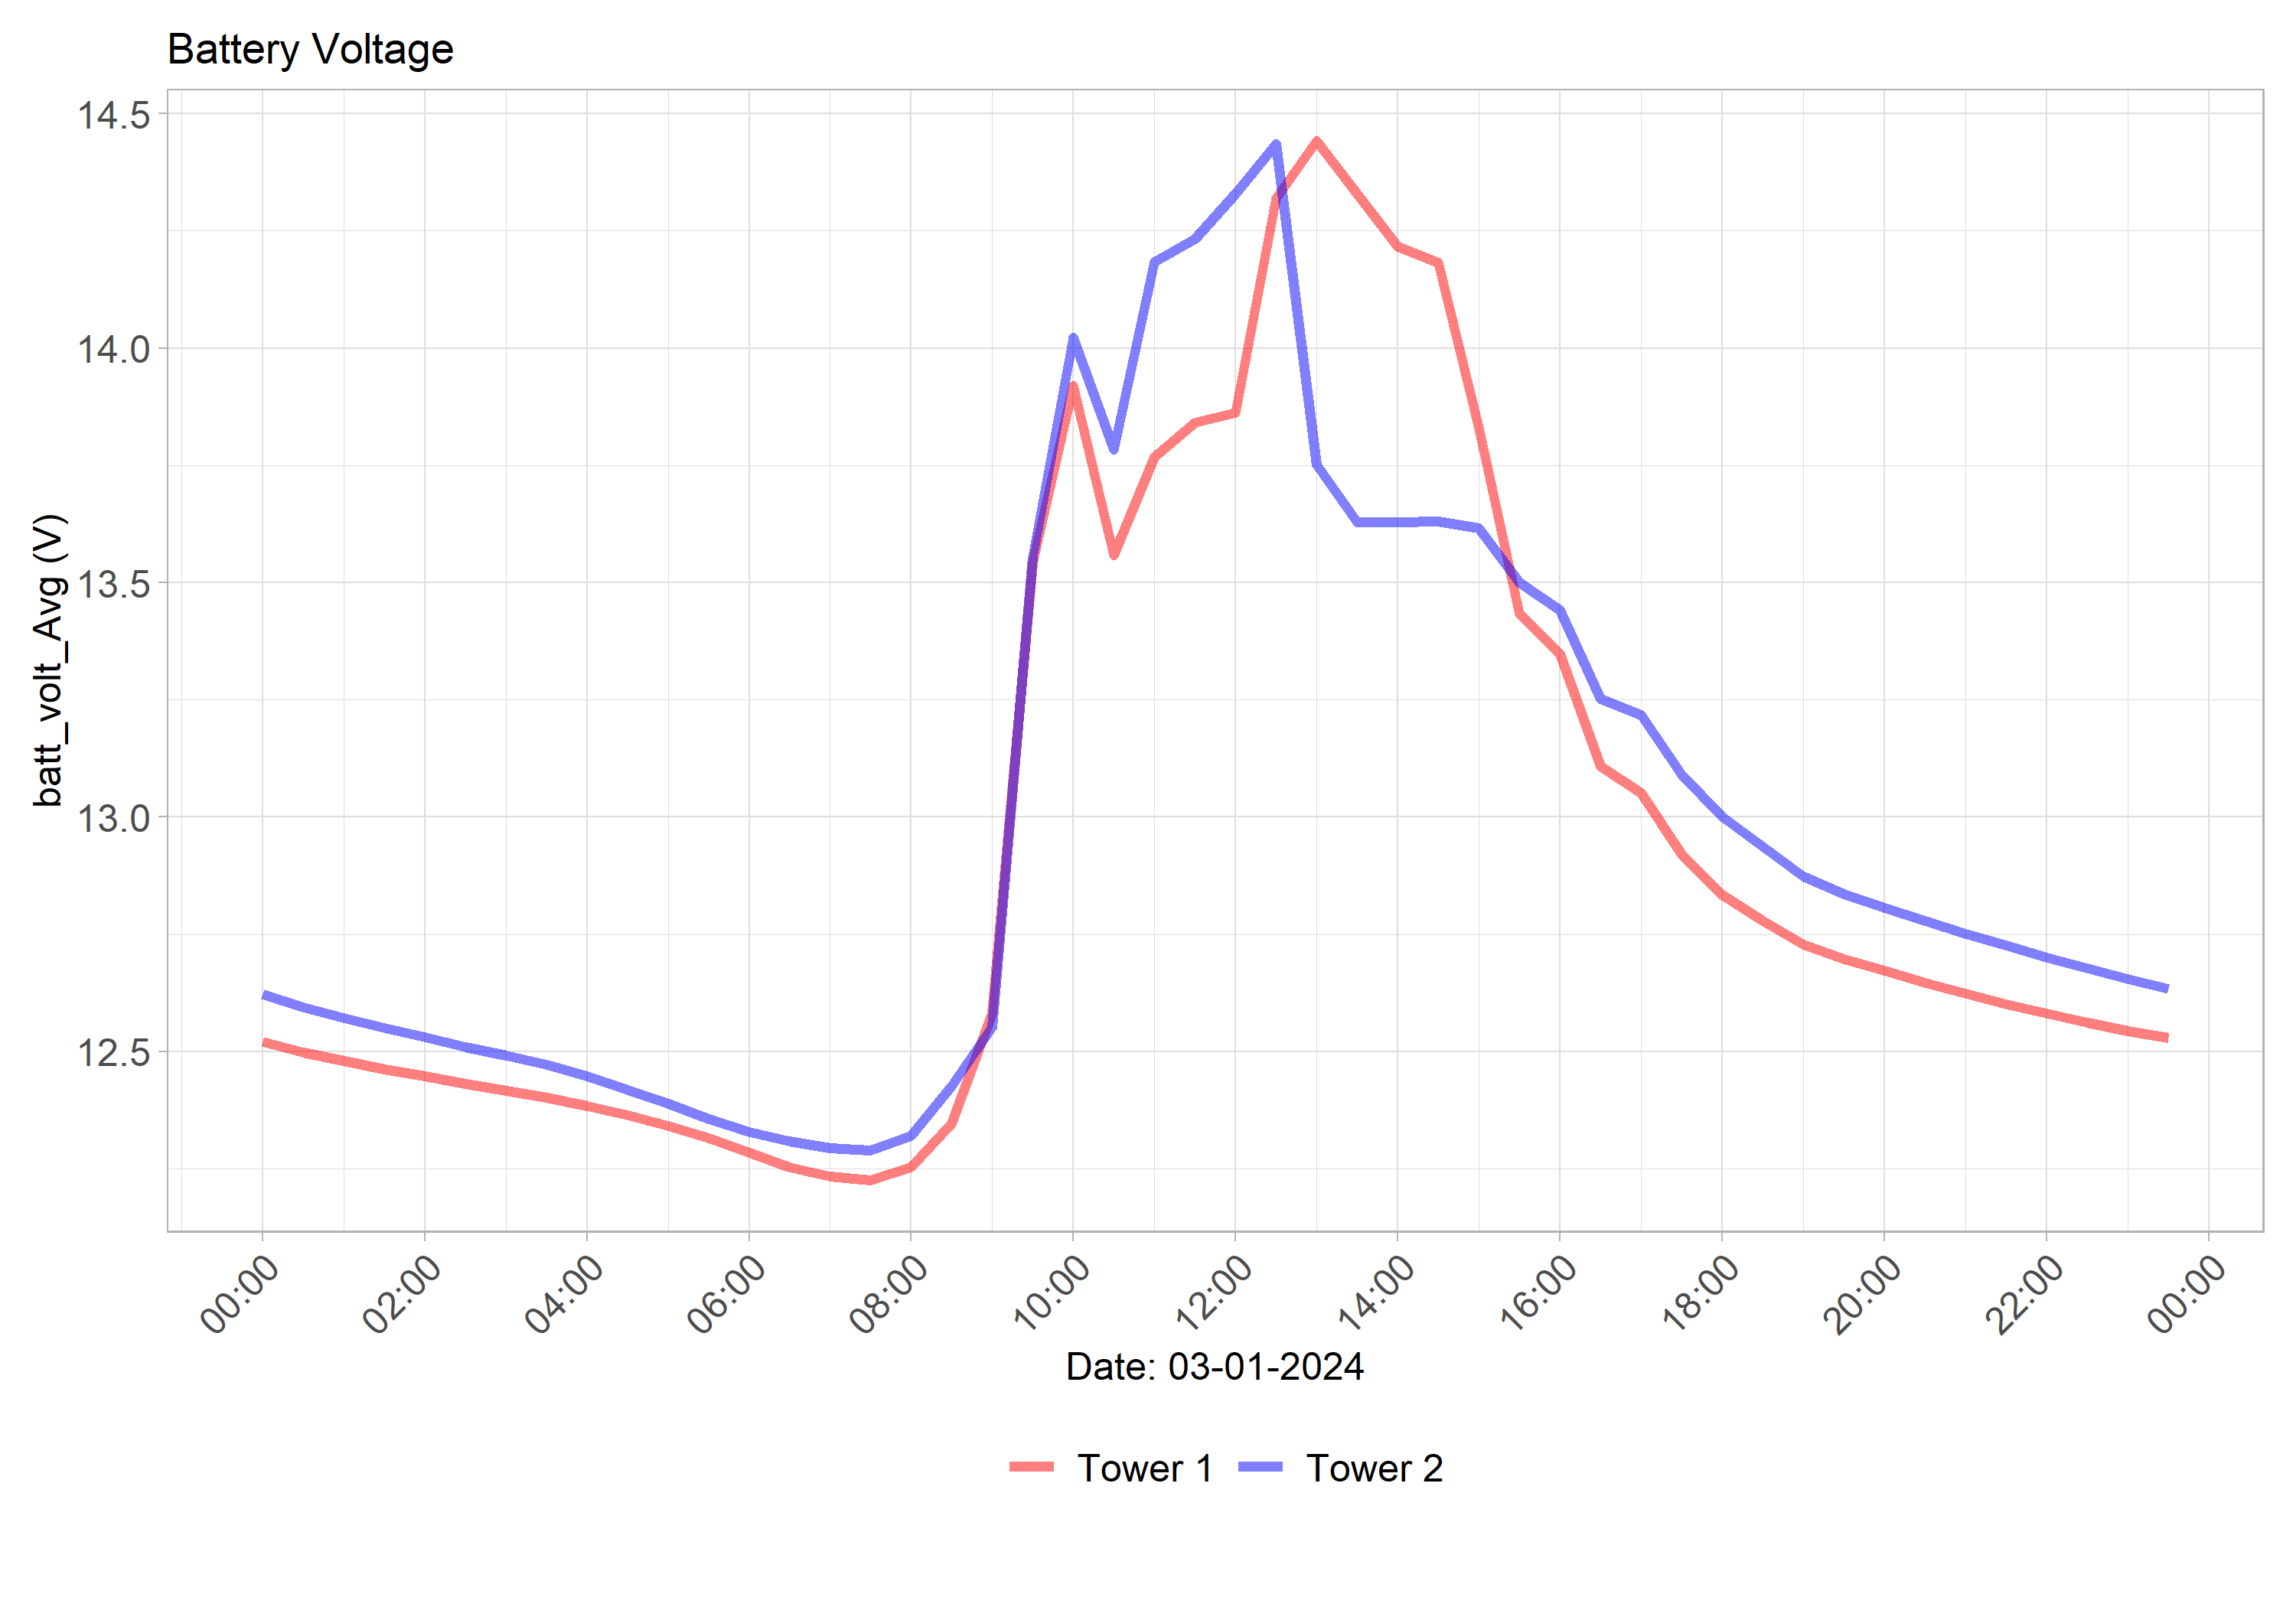 Battery Voltage
14.5
14.0
13.5
13.0
12.5
batt_volt_Avg (V)
00:00 02:00 04:00 06:00 08:00 10:00 12:00 14:00 16:00 18:00 20:00 22:00 00:00
Date: 03-01-2024
Tower 1 Tower 2